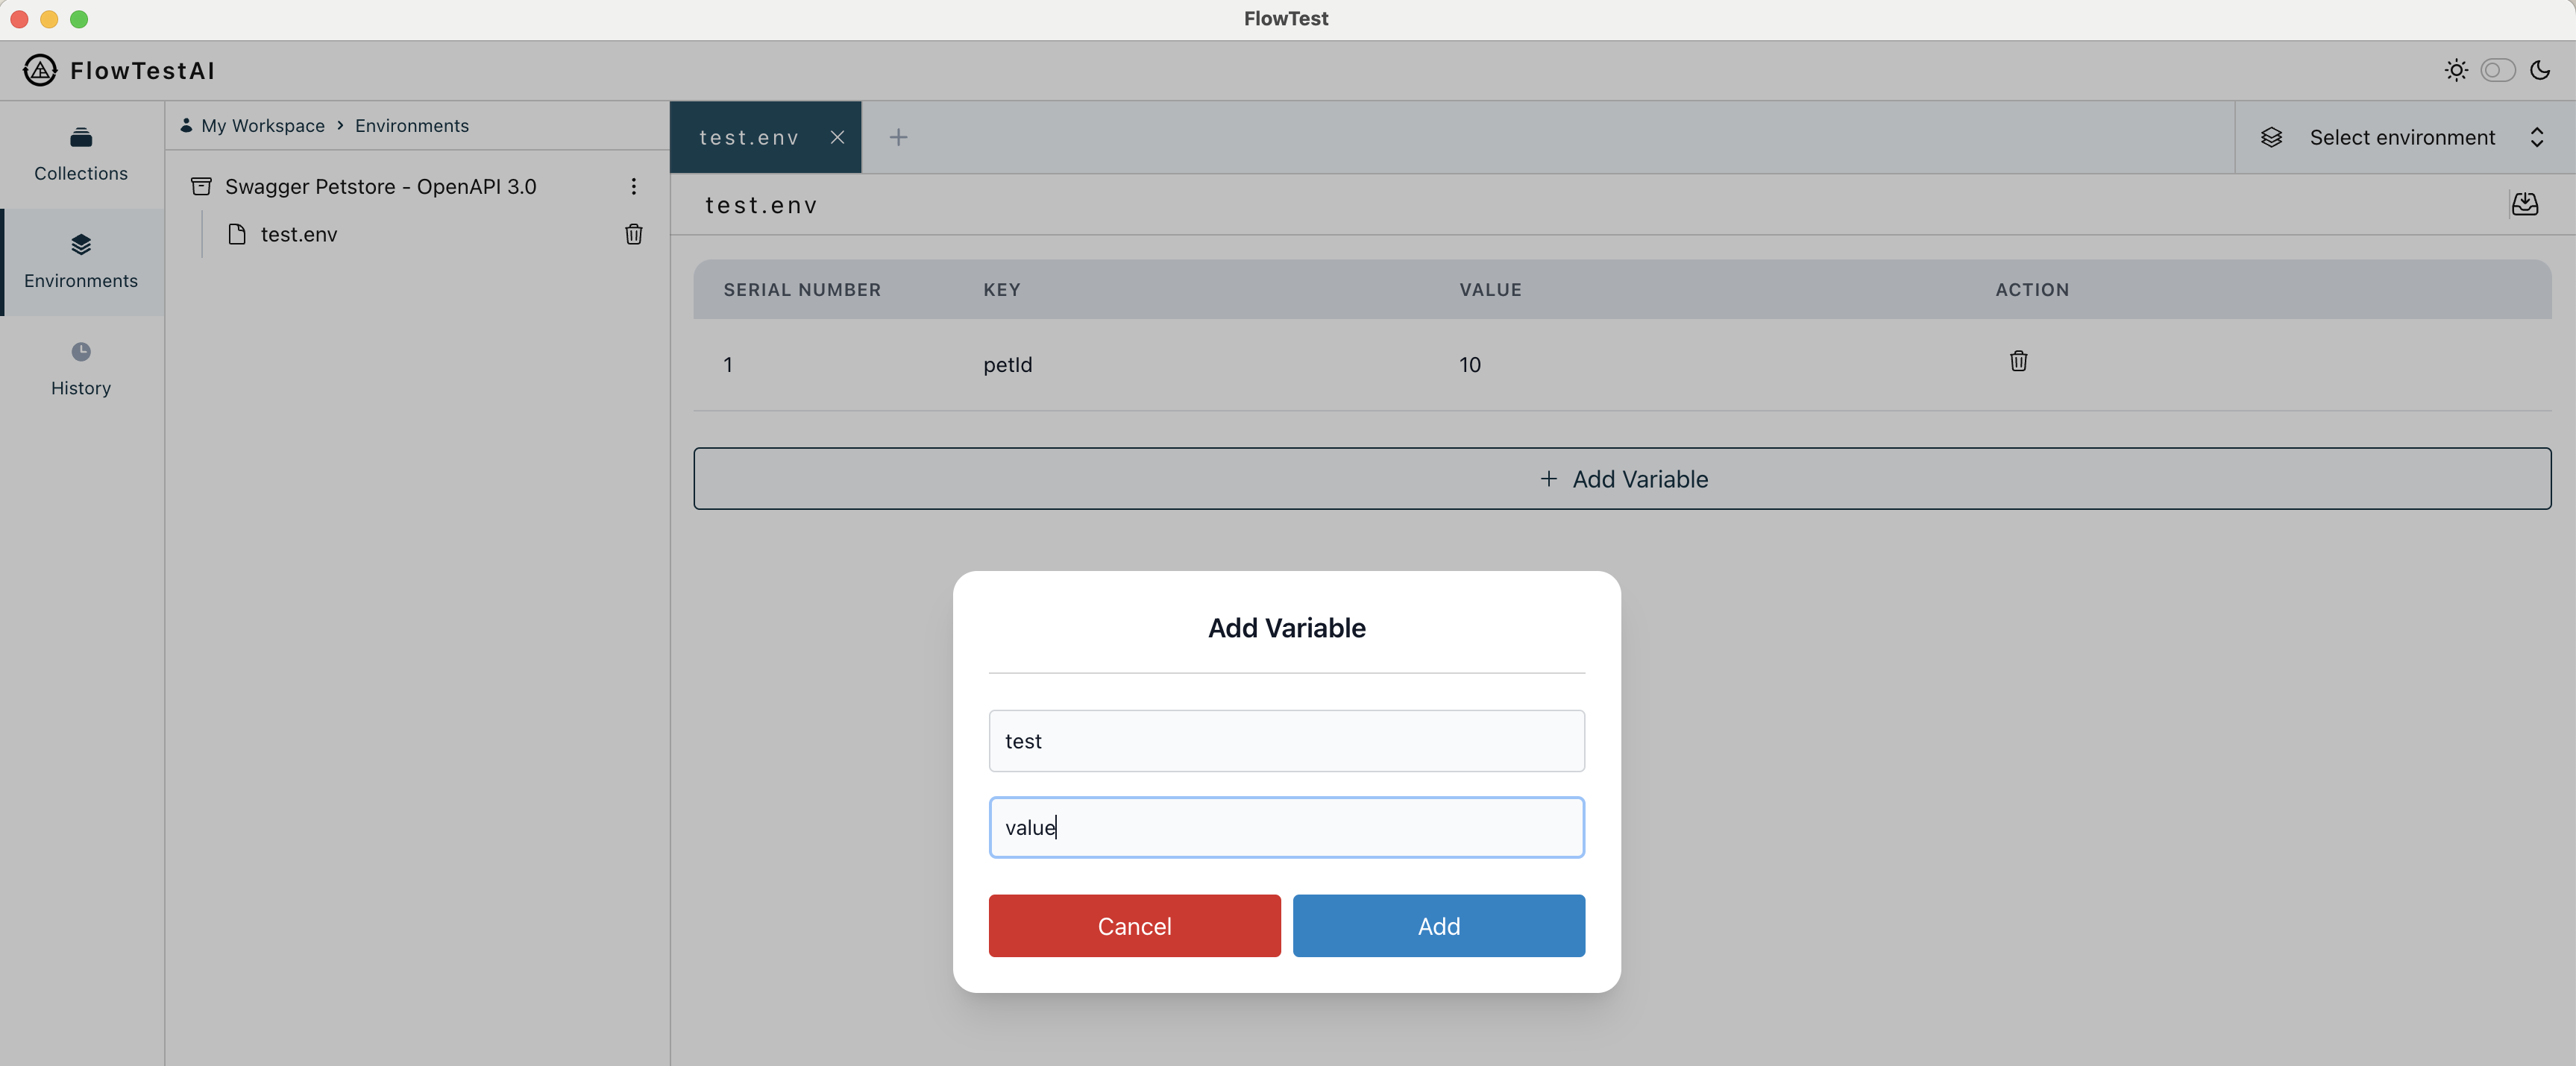 FlowTest
FlowTestAI
Collections
Environments
History
My Workspace > Environments
Swagger Petstore - OpenAPI 3.0
test.env
test.env
Select environment
test.env
SERIAL NUMBER KEY VALUE ACTION
1 petId 10
+ Add Variable
Add Variable
test
value
Cancel Add